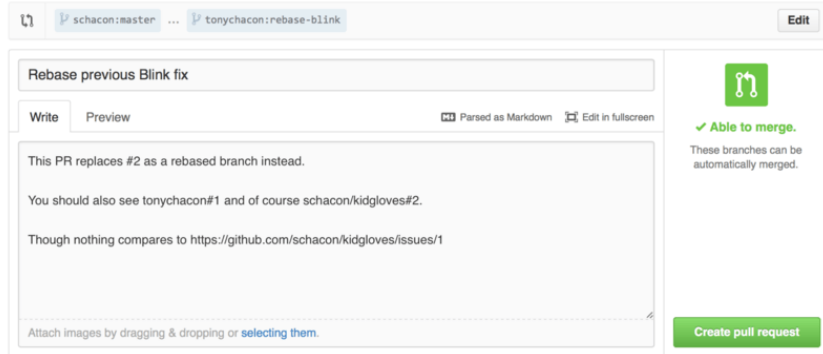 schacon:master ... tonychacon:rebase-blink Edit
Rebase previous Blink fix
Write Preview Parsed as Markdown Edit in fullscreen
This PR replaces #2 as a rebased branch instead.
You should also see tonychacon#1 and of course schacon/kidgloves#2.
Though nothing compares to https://github.com/schacon/kidgloves/issues/1
Attach images by dragging & dropping or selecting them.
Able to merge.
These branches can be
automatically merged.
Create pull request